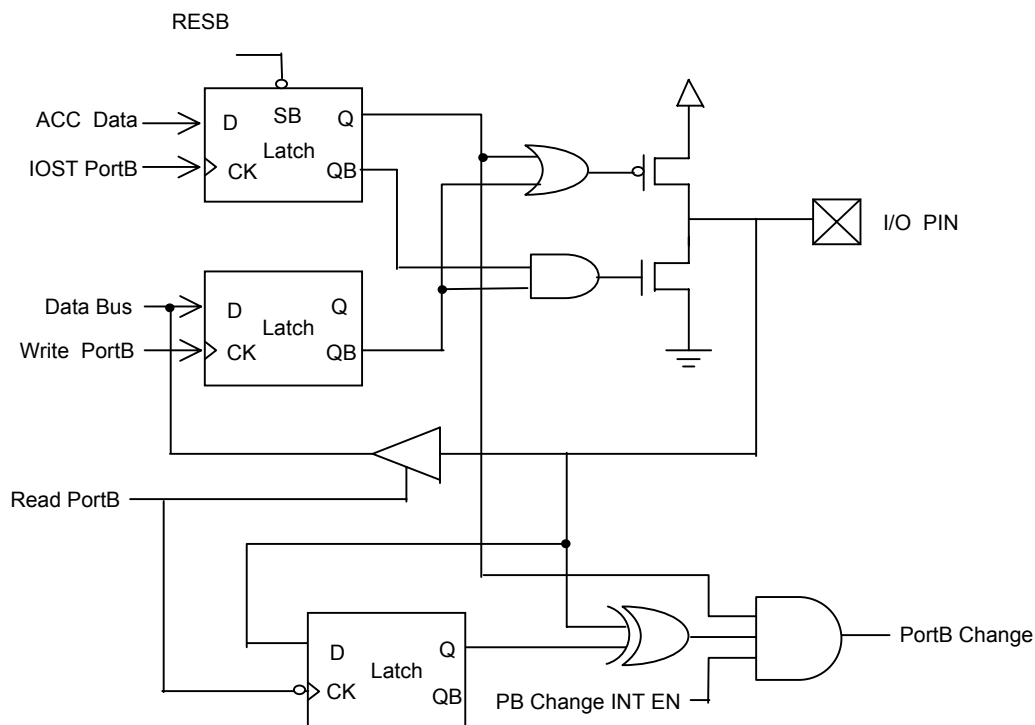 RESB
ACC Data
D
SB
Q
Latch
IOST PortB
CK
QB
I/O PIN
Data Bus
D
Q
Latch
Write PortB
CK
QB
Read PortB
D
Q
Latch
CK
QB
PortB Change
PB Change INT EN